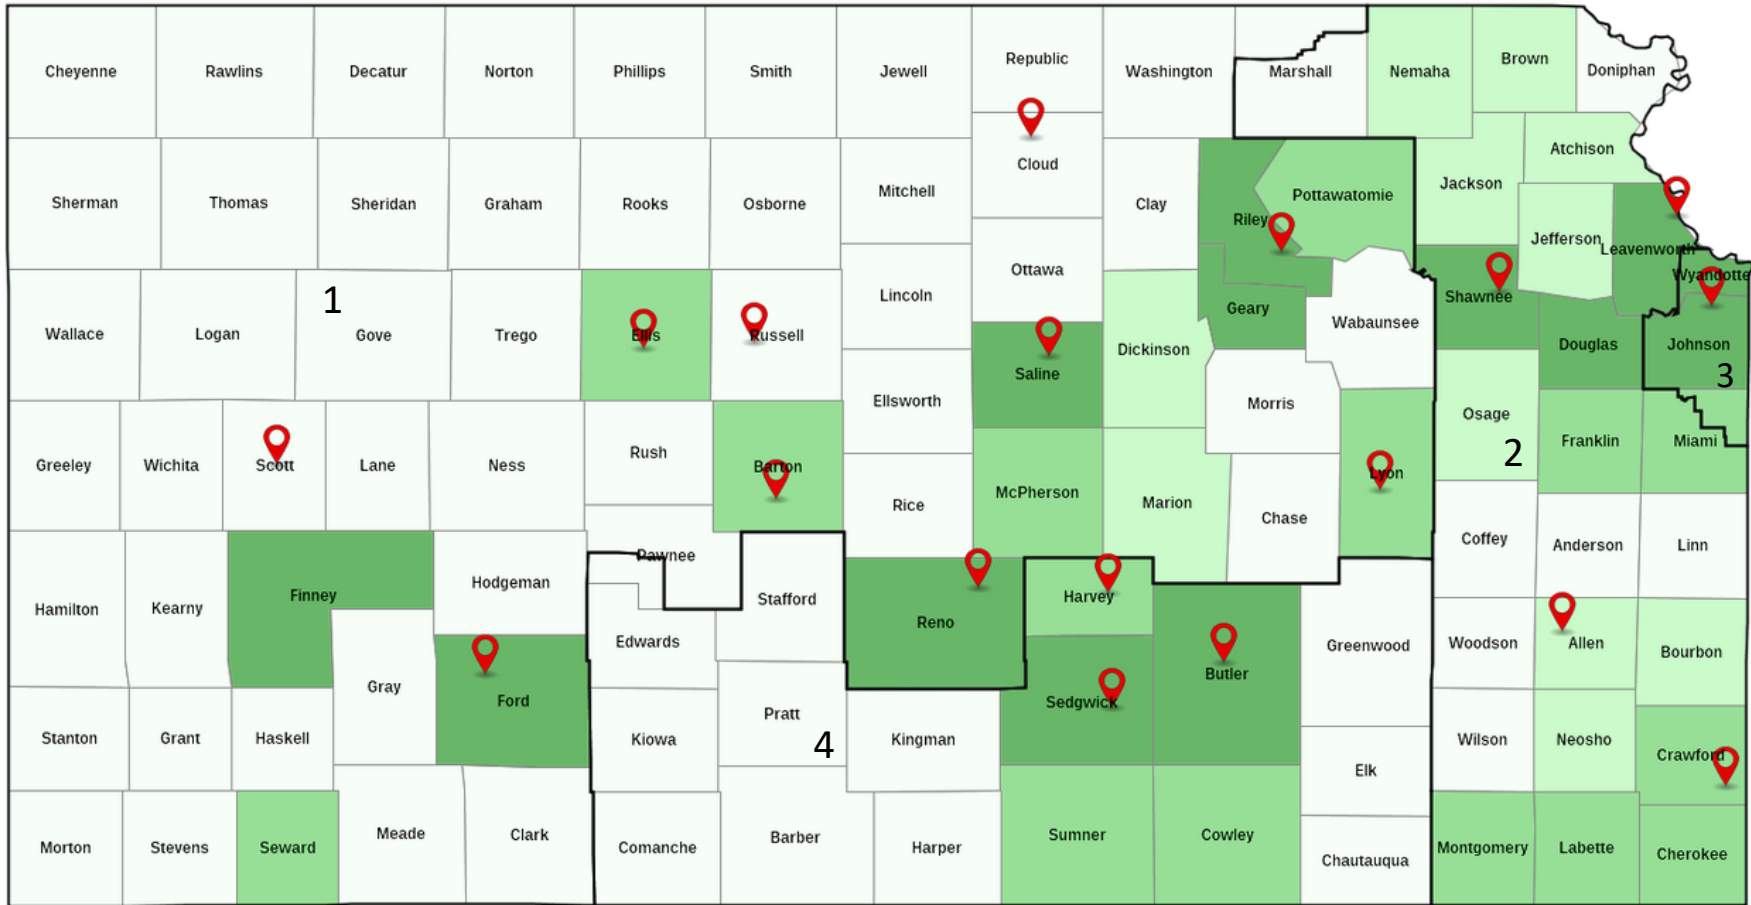 Cheyenne
Rawlins
Decatur
Norton
Phillips
Smith
Jewell
Republic
Washington
Marshall
Nemaha
Brown
Doniphan
Sherman
Thomas
Sheridan
Graham
Rooks
Osborne
Mitchell
Cloud
Clay
Riley
Pottawatomie
Jackson
Atchison
Jefferson
Leavenworth
Wyandotte
Wallace
Logan
1
Gove
Trego
Ellis
Russell
Lincoln
Ottawa
Saline
Dickinson
Geary
Wabaunsee
Shawnee
Douglas
Johnson
3
Greeley
Wichita
Scott
Lane
Ness
Rush
Barton
Ellsworth
Rice
McPherson
Marion
Morris
Chase
Lyon
Osage
2
Franklin
Miami
Hamilton
Kearny
Finney
Hodgeman
Pawnee
Stafford
Edwards
Reno
Harvey
Butler
Greenwood
Coffey
Anderson
Linn
Woodson
Allen
Bourbon
Stanton
Grant
Haskell
Gray
Ford
Kiowa
Pratt
4
Kingman
Sedgwick
Elk
Wilson
Neosho
Crawford
Morton
Stevens
Seward
Meade
Clark
Comanche
Barber
Harper
Sumner
Cowley
Chautauqua
Montgomery
Labette
Cherokee